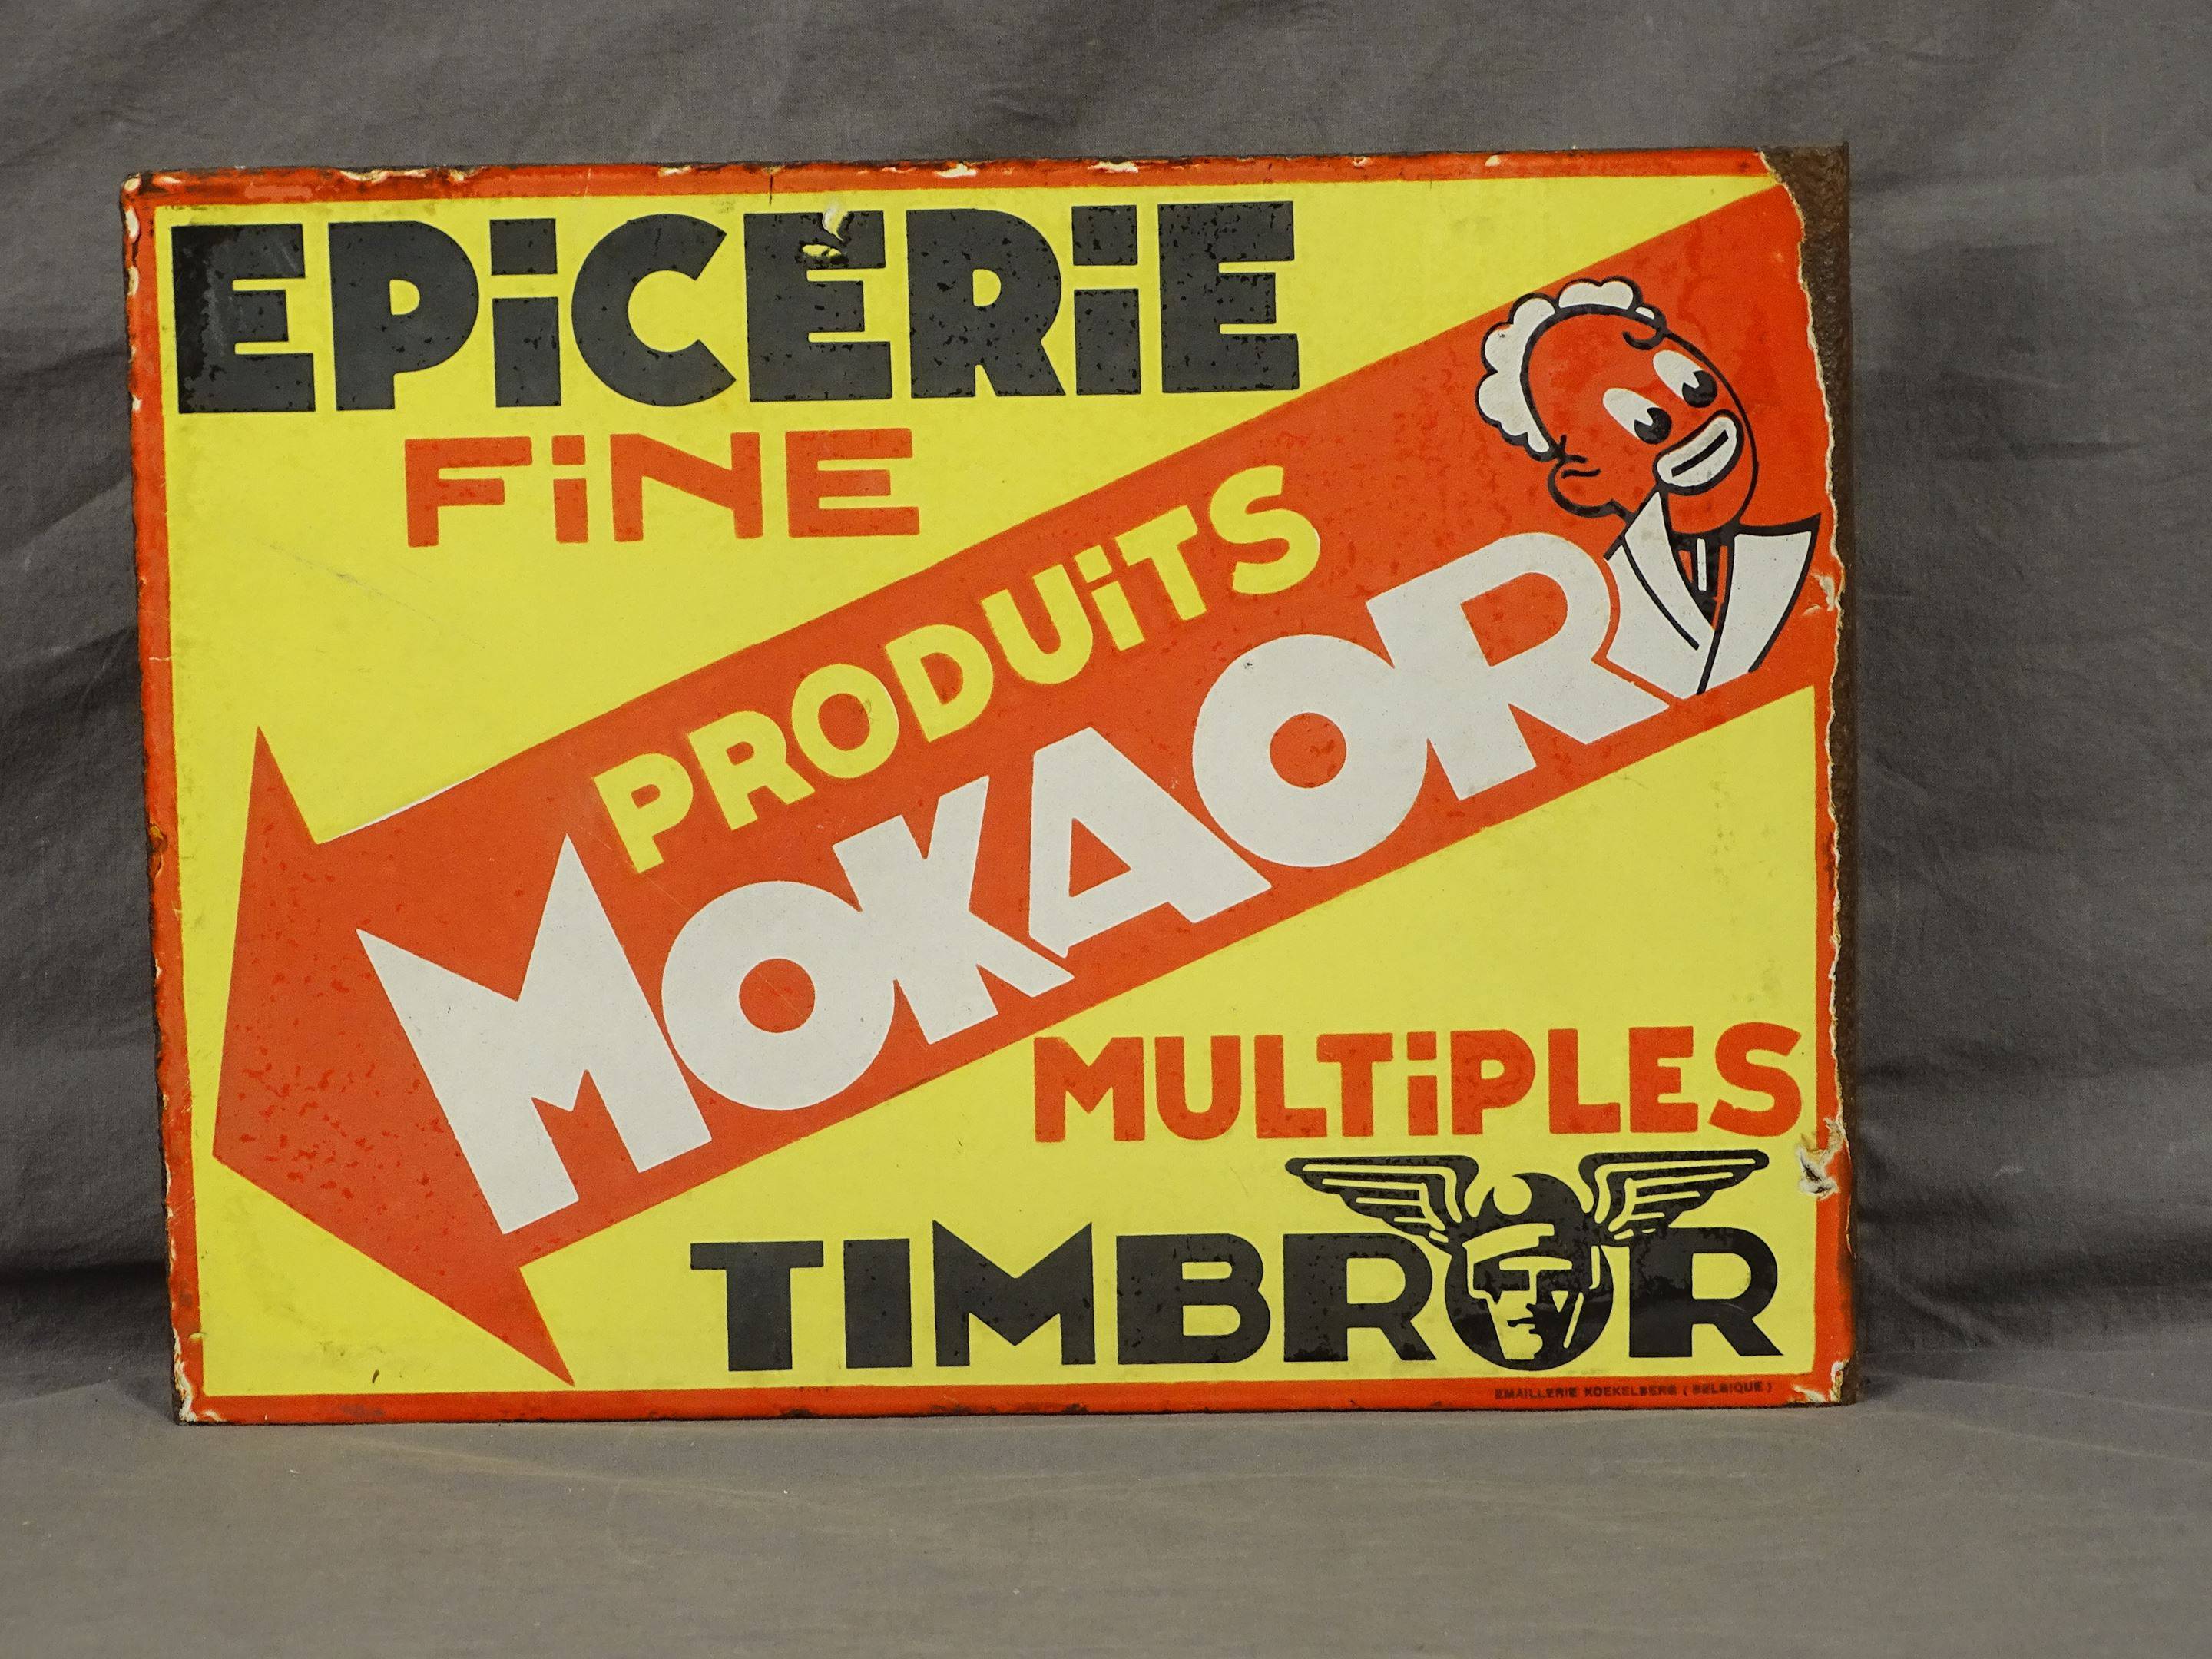 EPiCERiE
FiNE
PRODUiTS
MOKAOR
MULTiPLES
TIMBROR
EMAILLERIE KOEKELBERG (BELGIQUE)